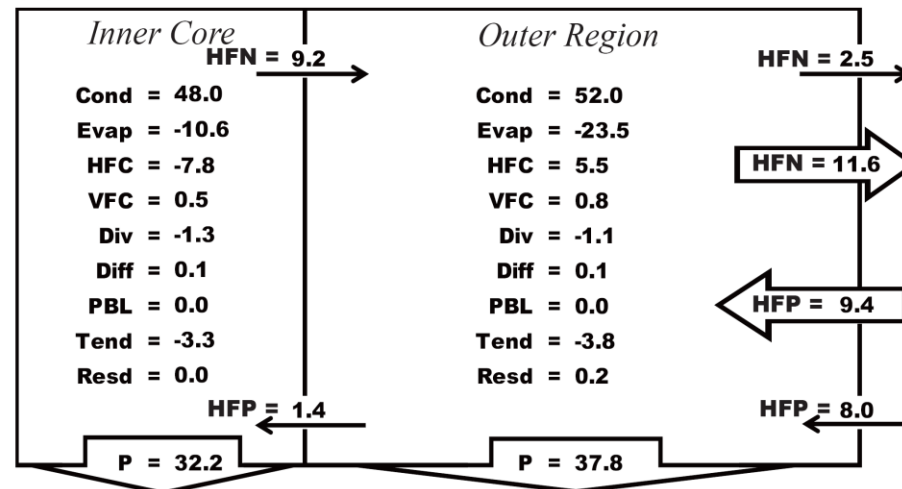 Inner Core
HFN = 9.2
Cond = 48.0
Evap = -10.6
HFC = -7.8
VFC = 0.5
Div = -1.3
Diff = 0.1
PBL = 0.0
Tend = -3.3
Resd = 0.0
HFP = 1.4
P = 32.2
Outer Region
HFN = 2.5
Cond = 52.0
Evap = -23.5
HFC = 5.5
HFN = 11.6
VFC = 0.8
Div = -1.1
Diff = 0.1
PBL = 0.0
HFP = 9.4
Tend = -3.8
Resd = 0.2
HFP = 8.0
P = 37.8